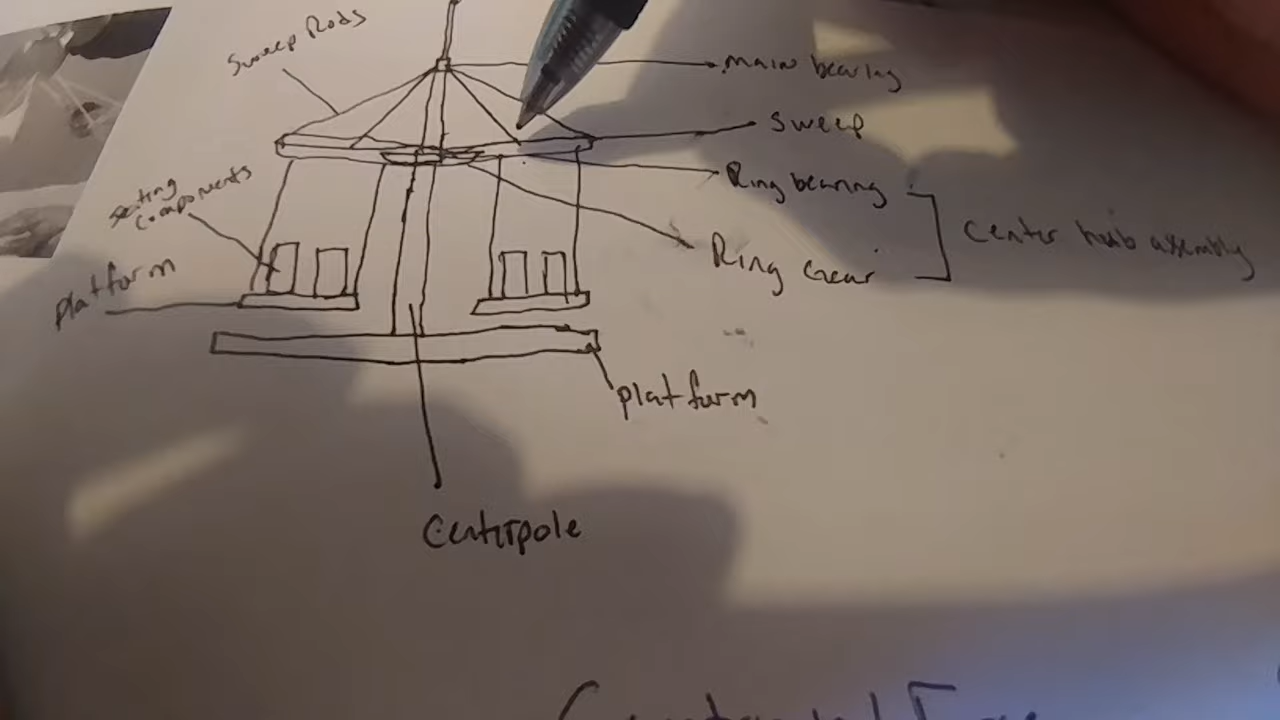 Sweep Rods
main bearing
Sweep
Ring bearing
Seating
Components
Center hub assembly
Ring Gear
Platform
platform
Centerpole